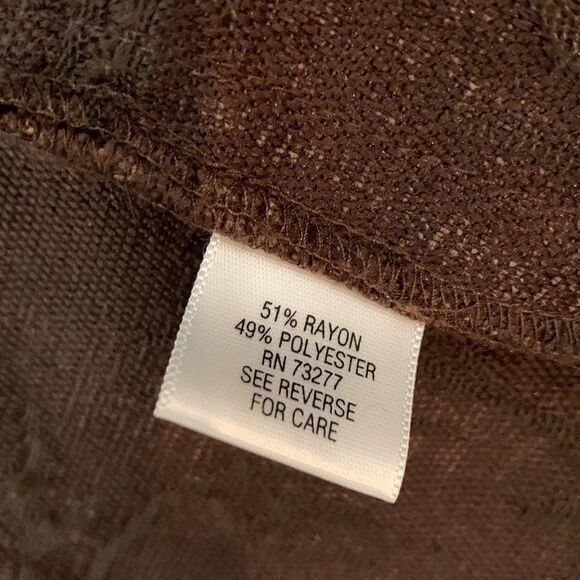 51% RAYON
49% POLYESTER
RN 73277
SEE REVERSE
FOR CARE